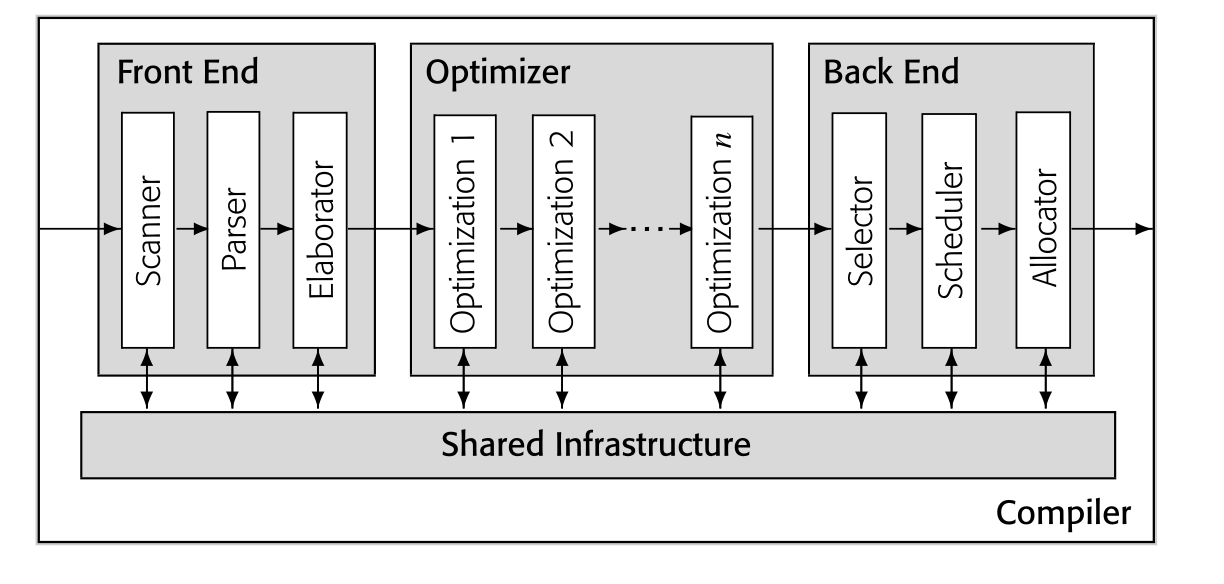 Front End
Optimizer
Back End
Scanner
Parser
Elaborator
Optimization 1
Optimization 2
···
Optimization n
Selector
Scheduler
Allocator
Shared Infrastructure
Compiler